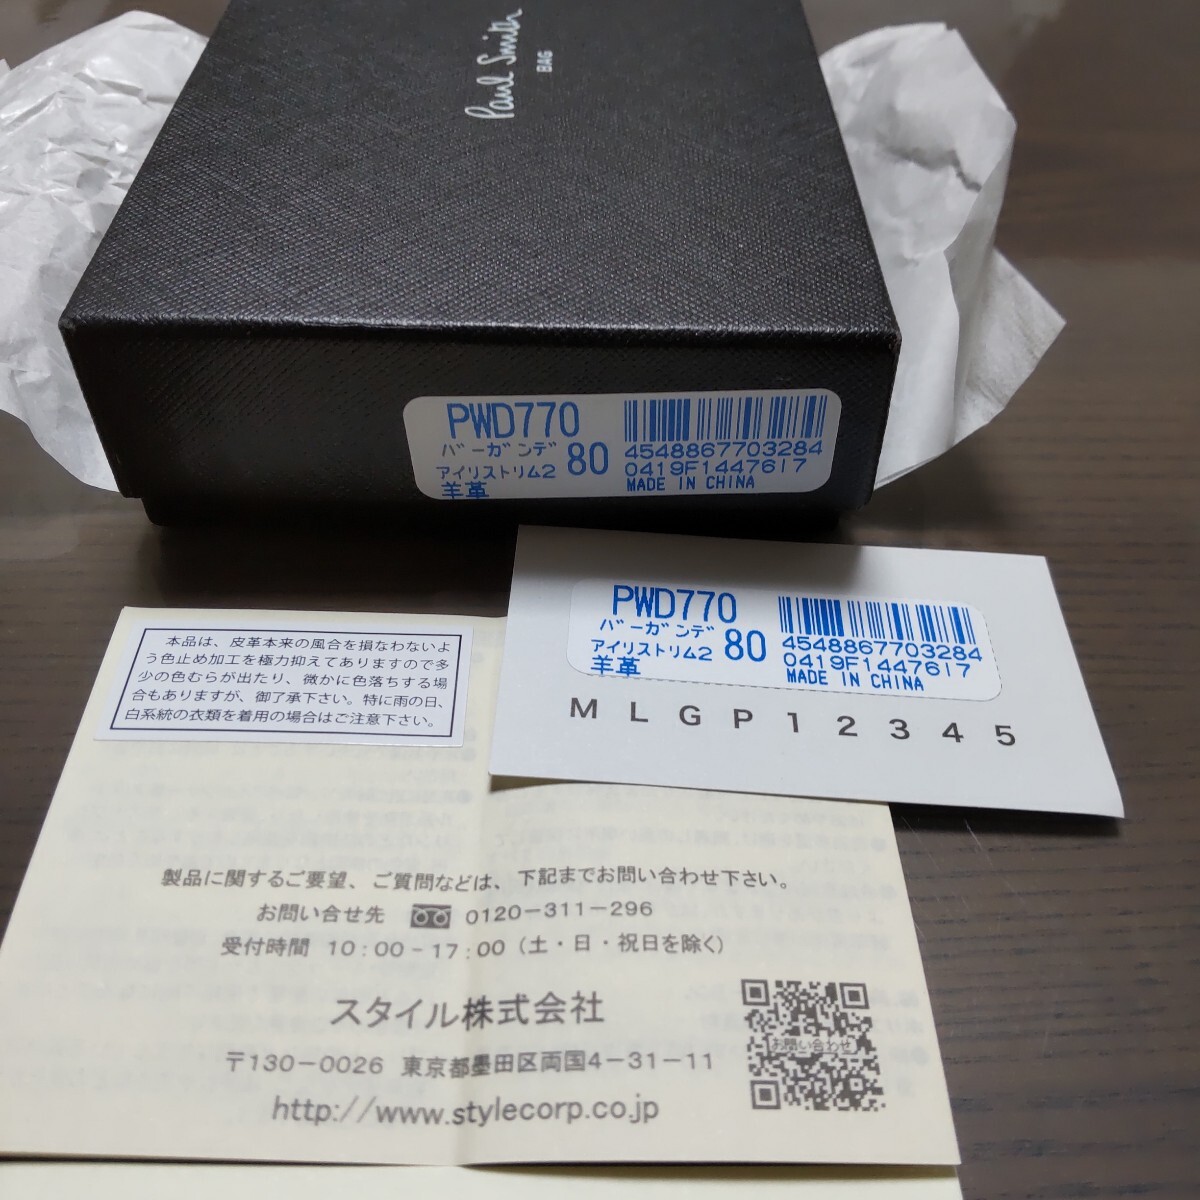 Paul Smith
BAG
PWD770
バーガンデ
アイリストリム2 80
羊革
4548867703284
0419F1447617
MADE IN CHINA
PWD770
バーガンデ
アイリストリム2 80
羊革
4548867703284
0419F1447617
MADE IN CHINA
M L G P 1 2 3 4 5
本品は、皮革本来の風合を損なわないよ
う色止め加工を極力抑えてありますので多
少の色むらが出たり、微かに色落ちする場
合もありますが、御了承下さい。特に雨の日、
白系統の衣類を着用の場合はご注意下さい。
製品に関するご要望、ご質問などは、下記までお問い合わせ下さい。
お問い合せ先 0120-311-296
受付時間 10:00-17:00(土・日・祝日を除く)
スタイル株式会社
〒130-0026 東京都墨田区両国4-31-11
http://www.stylecorp.co.jp
お問い合わせ